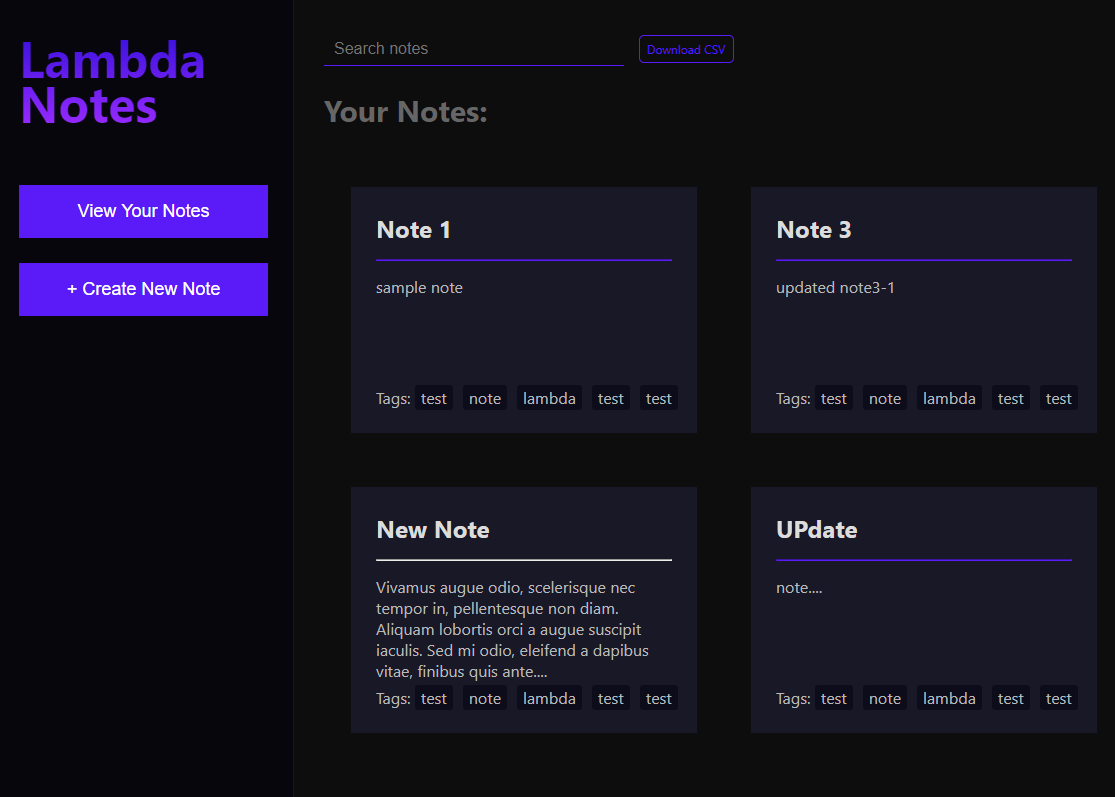 Lambda
Notes
View Your Notes
+ Create New Note
Search notes
Download CSV
Your Notes:
Note 1
sample note
Tags: test note lambda test test
Note 3
updated note3-1
Tags: test note lambda test test
New Note
Vivamus augue odio, scelerisque nec
tempor in, pellentesque non diam.
Aliquam lobortis orci a augue suscipit
iaculis. Sed mi odio, eleifend a dapibus
vitae, finibus quis ante....
Tags: test note lambda test test
UPdate
note....
Tags: test note lambda test test